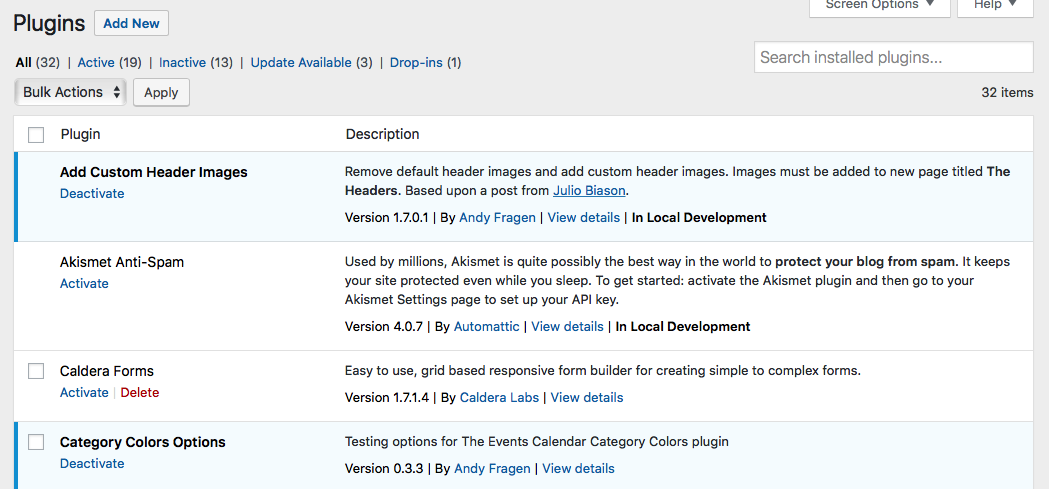 Screen Options ▼ Help ▼
Plugins Add New
All (32) | Active (19) | Inactive (13) | Update Available (3) | Drop-ins (1)
Search installed plugins...
Bulk Actions Apply
32 items
Plugin Description
Add Custom Header Images
Deactivate
Remove default header images and add custom header images. Images must be added to new page titled The
Headers. Based upon a post from Julio Biason.
Version 1.7.0.1 | By Andy Fragen | View details | In Local Development
Akismet Anti-Spam
Activate
Used by millions, Akismet is quite possibly the best way in the world to protect your blog from spam. It keeps
your site protected even while you sleep. To get started: activate the Akismet plugin and then go to your
Akismet Settings page to set up your API key.
Version 4.0.7 | By Automattic | View details | In Local Development
Caldera Forms
Activate | Delete
Easy to use, grid based responsive form builder for creating simple to complex forms.
Version 1.7.1.4 | By Caldera Labs | View details
Category Colors Options
Deactivate
Testing options for The Events Calendar Category Colors plugin
Version 0.3.3 | By Andy Fragen | View details